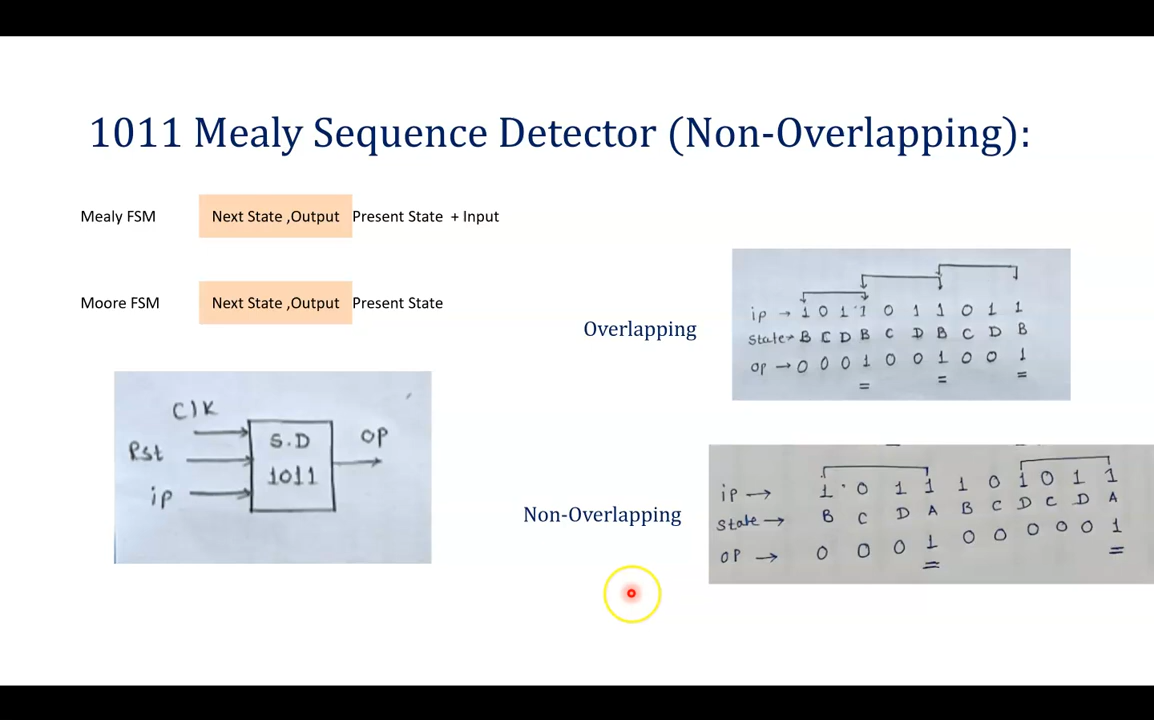 1011 Mealy Sequence Detector (Non-Overlapping):
Mealy FSM Next State ,Output Present State + Input
Moore FSM Next State ,Output Present State
Overlapping
ip → 1 0 1 1 0 1 1 0 1 1
State→ B C D B C D B C D B
op → 0 0 0 1 0 0 1 0 0 1
Clk
Rst
ip
S.D
1011
OP
Non-Overlapping
ip → 1 0 1 1 1 0 1 0 1 1
State → B C D A B C D C D A
OP → 0 0 0 1 0 0 0 0 0 1